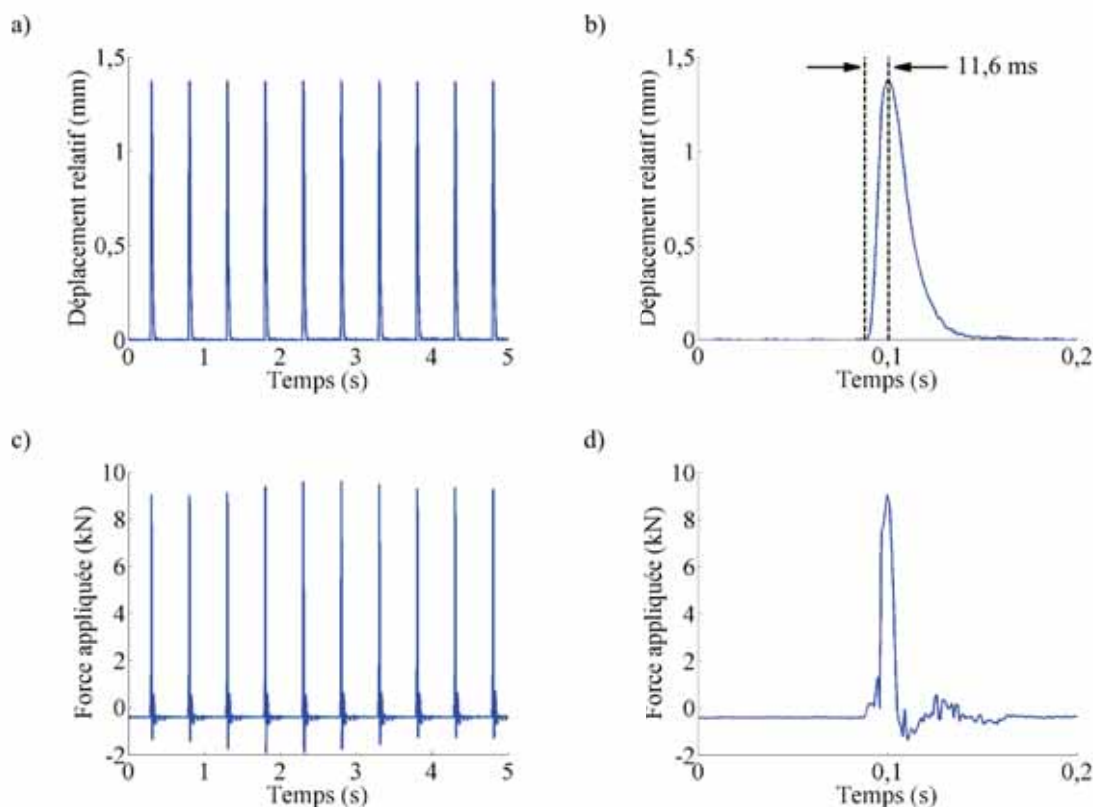 a)
Déplacement relatif (mm)
1,5
1
0,5
0
0 1 2 3 4 5
Temps (s)
b)
Déplacement relatif (mm)
1,5
1
0,5
0
11,6 ms
0 0,1 0,2
Temps (s)
c)
Force appliquée (kN)
10
8
6
4
2
0
-2
0 1 2 3 4 5
Temps (s)
d)
Force appliquée (kN)
10
8
6
4
2
0
-2
0 0,1 0,2
Temps (s)